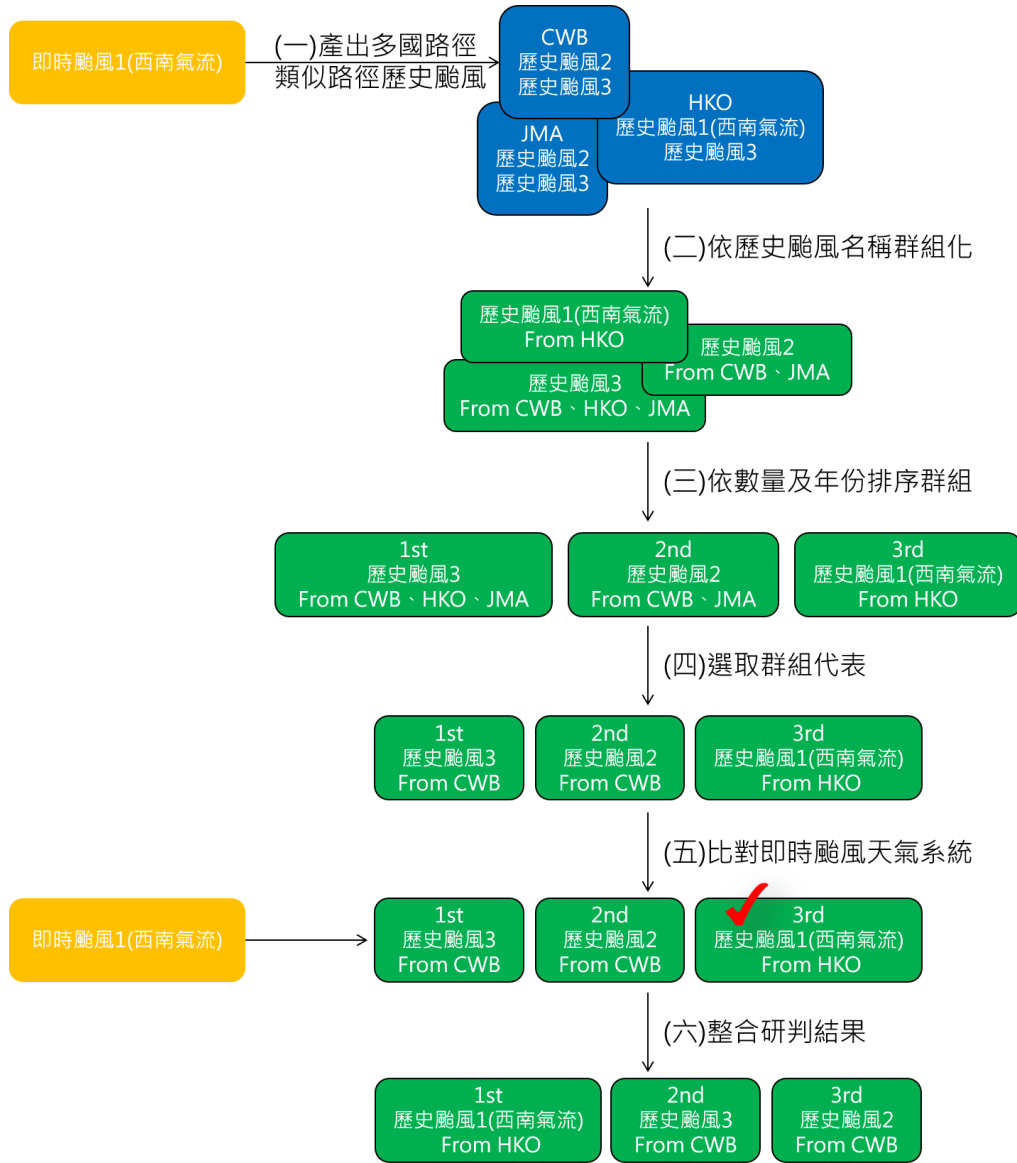 即時颱風1(西南氣流)
(一)產出多國路徑
類似路徑歷史颱風
CWB
歷史颱風2
歷史颱風3
HKO
歷史颱風1(西南氣流)
歷史颱風3
JMA
歷史颱風2
歷史颱風3
(二)依歷史颱風名稱群組化
歷史颱風1(西南氣流)
From HKO
歷史颱風2
From CWB、JMA
歷史颱風3
From CWB、HKO、JMA
(三)依數量及年份排序群組
1st
歷史颱風3
From CWB、HKO、JMA
2nd
歷史颱風2
From CWB、JMA
3rd
歷史颱風1(西南氣流)
From HKO
(四)選取群組代表
1st
歷史颱風3
From CWB
2nd
歷史颱風2
From CWB
3rd
歷史颱風1(西南氣流)
From HKO
(五)比對即時颱風天氣系統
即時颱風1(西南氣流)
1st
歷史颱風3
From CWB
2nd
歷史颱風2
From CWB
3rd
歷史颱風1(西南氣流)
From HKO
(六)整合研判結果
1st
歷史颱風1(西南氣流)
From HKO
2nd
歷史颱風3
From CWB
3rd
歷史颱風2
From CWB